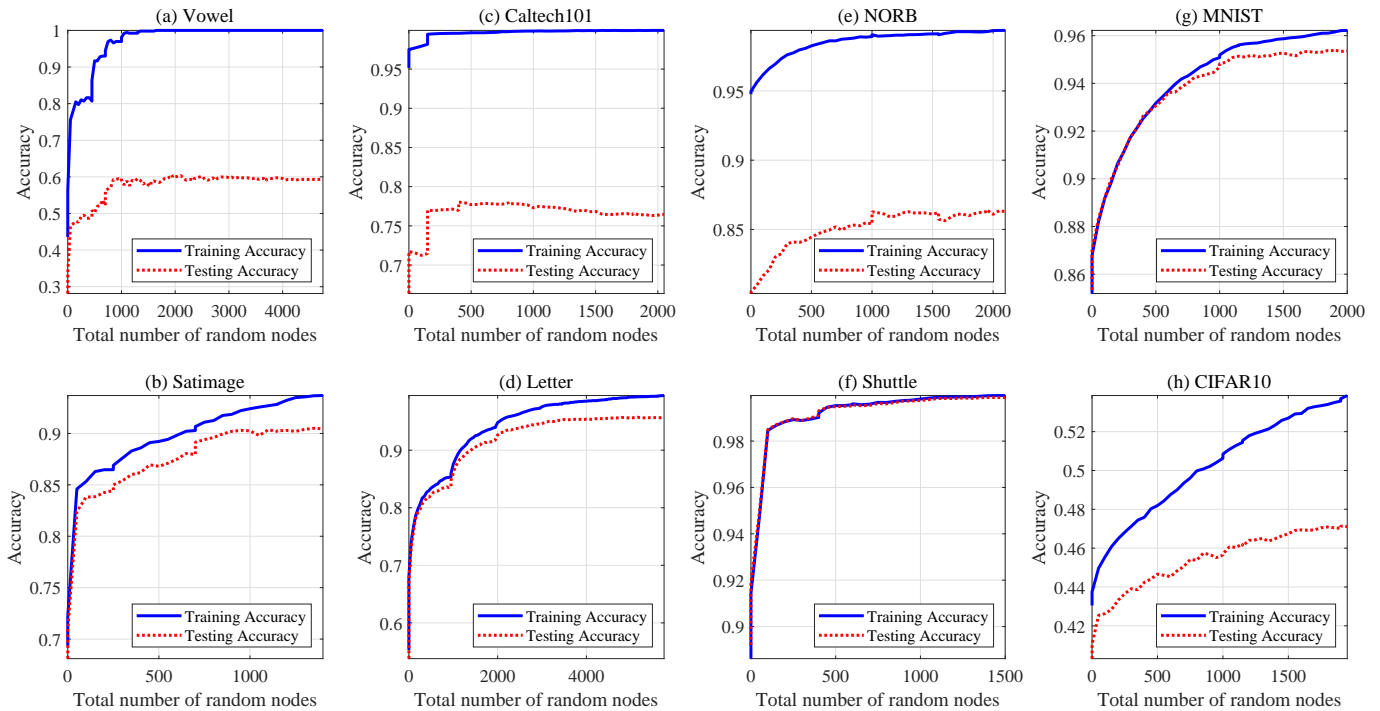 (a) Vowel
1
0.9
0.8
0.7
0.6
0.5
0.4
0.3
Accuracy
0 1000 2000 3000 4000
Total number of random nodes
Training Accuracy
Testing Accuracy
(c) Caltech101
0.95
0.9
0.85
0.8
0.75
0.7
Accuracy
0 500 1000 1500 2000
Total number of random nodes
Training Accuracy
Testing Accuracy
(e) NORB
0.95
0.9
0.85
Accuracy
0 500 1000 1500 2000
Total number of random nodes
Training Accuracy
Testing Accuracy
(g) MNIST
0.96
0.94
0.92
0.9
0.88
0.86
Accuracy
0 500 1000 1500 2000
Total number of random nodes
Training Accuracy
Testing Accuracy
(b) Satimage
0.9
0.85
0.8
0.75
0.7
Accuracy
0 500 1000
Total number of random nodes
Training Accuracy
Testing Accuracy
(d) Letter
0.9
0.8
0.7
0.6
Accuracy
0 2000 4000
Total number of random nodes
Training Accuracy
Testing Accuracy
(f) Shuttle
0.98
0.96
0.94
0.92
0.9
Accuracy
0 500 1000 1500
Total number of random nodes
Training Accuracy
Testing Accuracy
(h) CIFAR10
0.52
0.5
0.48
0.46
0.44
0.42
Accuracy
0 500 1000 1500
Total number of random nodes
Training Accuracy
Testing Accuracy